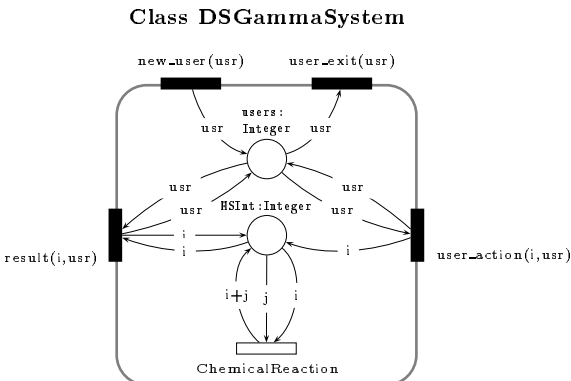 Class DSGammaSystem
new_user(usr) user_exit(usr)
users:
usr Integer usr
usr usr
usr usr
MSInt:Integer
i
i i
result(i,usr) user_action(i,usr)
i+j j i
ChemicalReaction